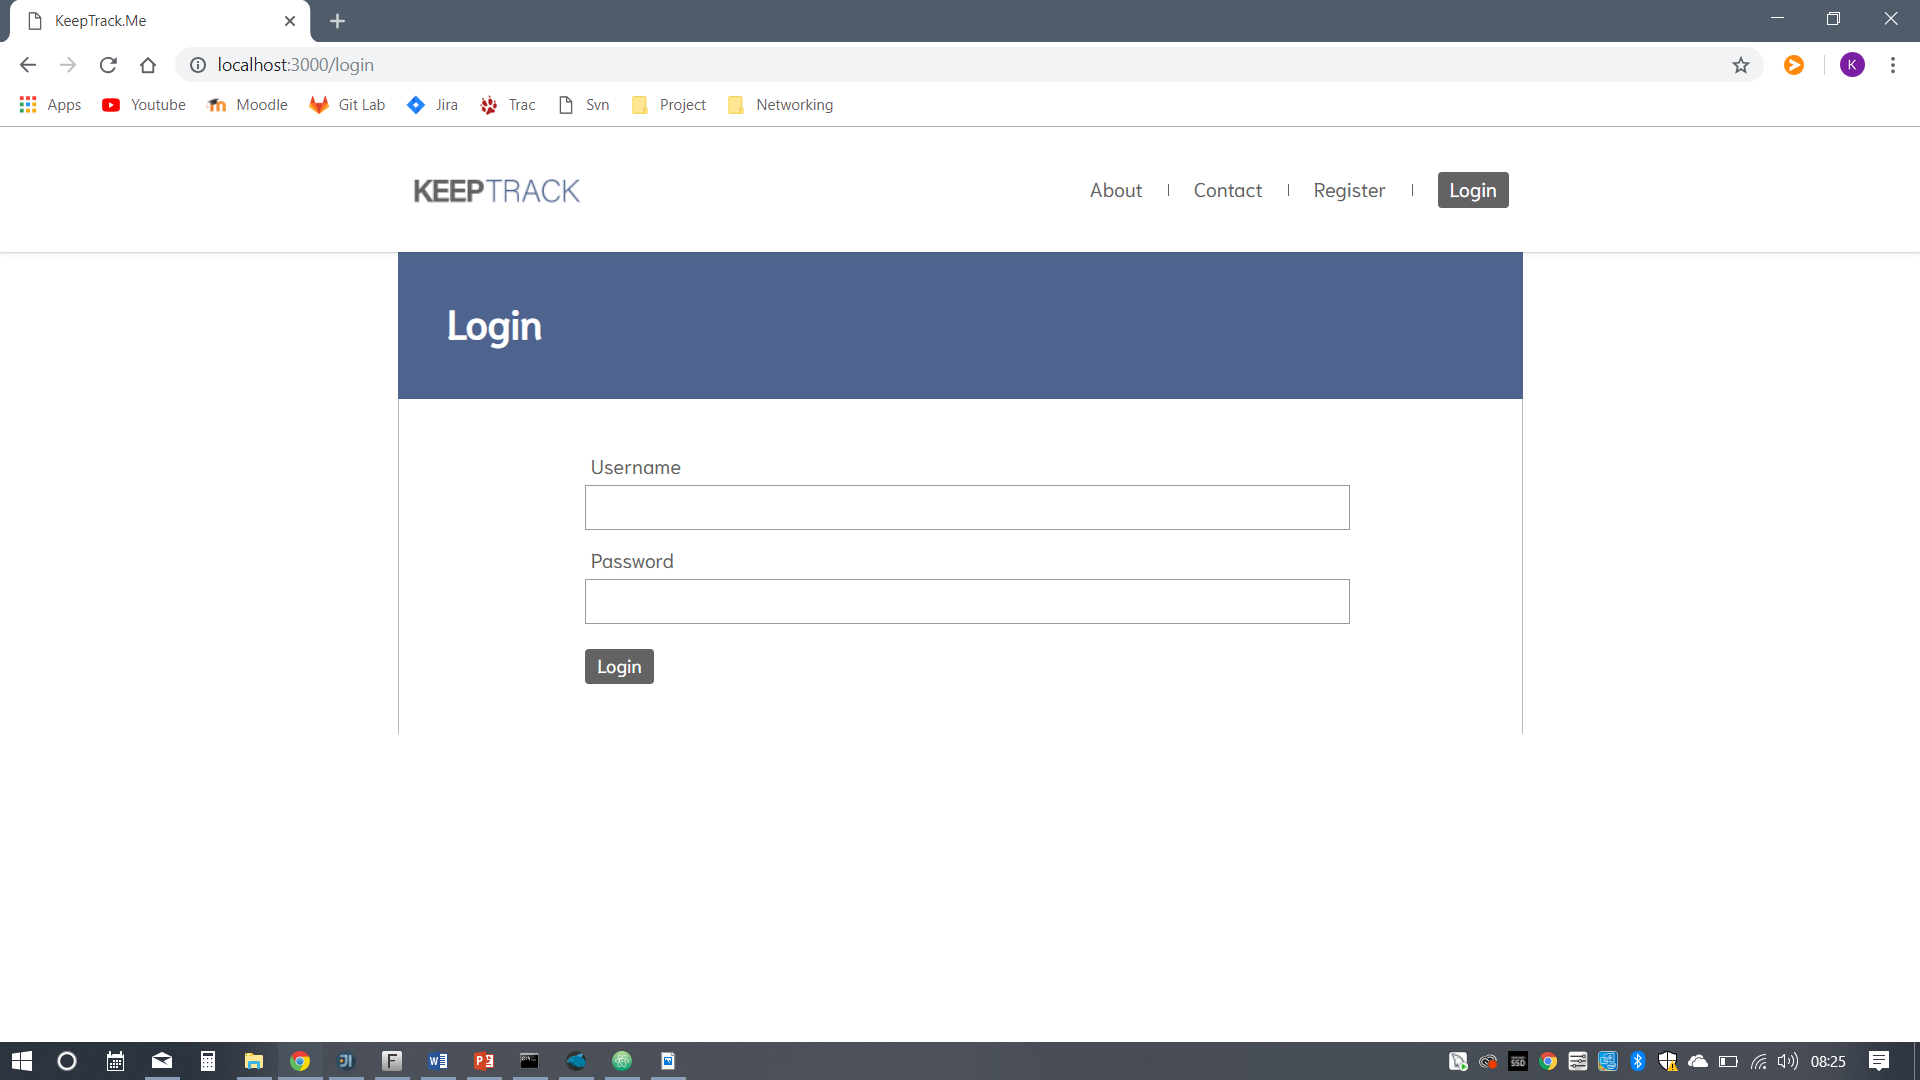 KeepTrack.Me
localhost:3000/login
K
Apps Youtube Moodle Git Lab Jira Trac Svn Project Networking
KEEPTRACK About Contact Register Login
Login
Username
Password
Login
SSD 08:25